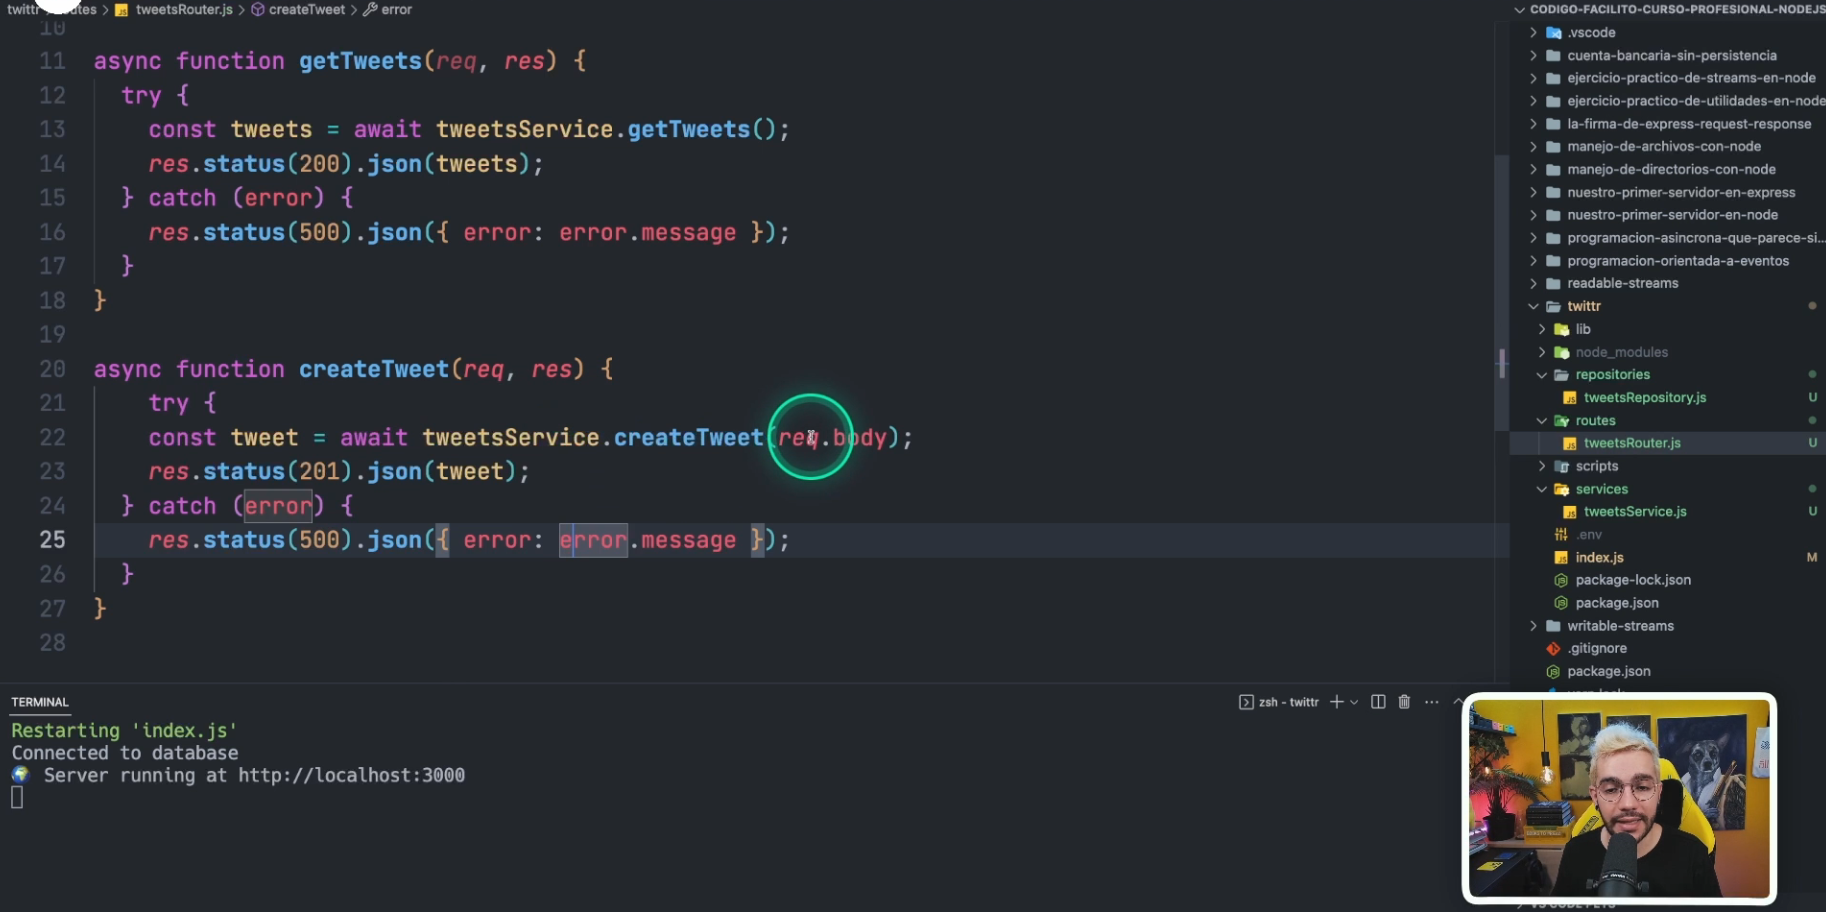 twittr > routes > tweetsRouter.js > createTweet > error
10
11 async function getTweets(req, res) {
12 try {
13 const tweets = await tweetsService.getTweets();
14 res.status(200).json(tweets);
15 } catch (error) {
16 res.status(500).json({ error: error.message });
17 }
18 }
19
20 async function createTweet(req, res) {
21 try {
22 const tweet = await tweetsService.createTweet(req.body);
23 res.status(201).json(tweet);
24 } catch (error) {
25 res.status(500).json({ error: error.message });
26 }
27 }
28
TERMINAL
zsh - twittr
Restarting 'index.js'
Connected to database
Server running at http://localhost:3000
CODIGO-FACILITO-CURSO-PROFESIONAL-NODEJS
.vscode
cuenta-bancaria-sin-persistencia
ejercicio-practico-de-streams-en-node
ejercicio-practico-de-utilidades-en-node
la-firma-de-express-request-response
manejo-de-archivos-con-node
manejo-de-directorios-con-node
nuestro-primer-servidor-en-express
nuestro-primer-servidor-en-node
programacion-asincrona-que-parece-si...
programacion-orientada-a-eventos
readable-streams
twittr
lib
node_modules
repositories
tweetsRepository.js U
routes
tweetsRouter.js U
scripts
services
tweetsService.js U
.env
index.js M
package-lock.json
package.json
writable-streams
.gitignore
package.json